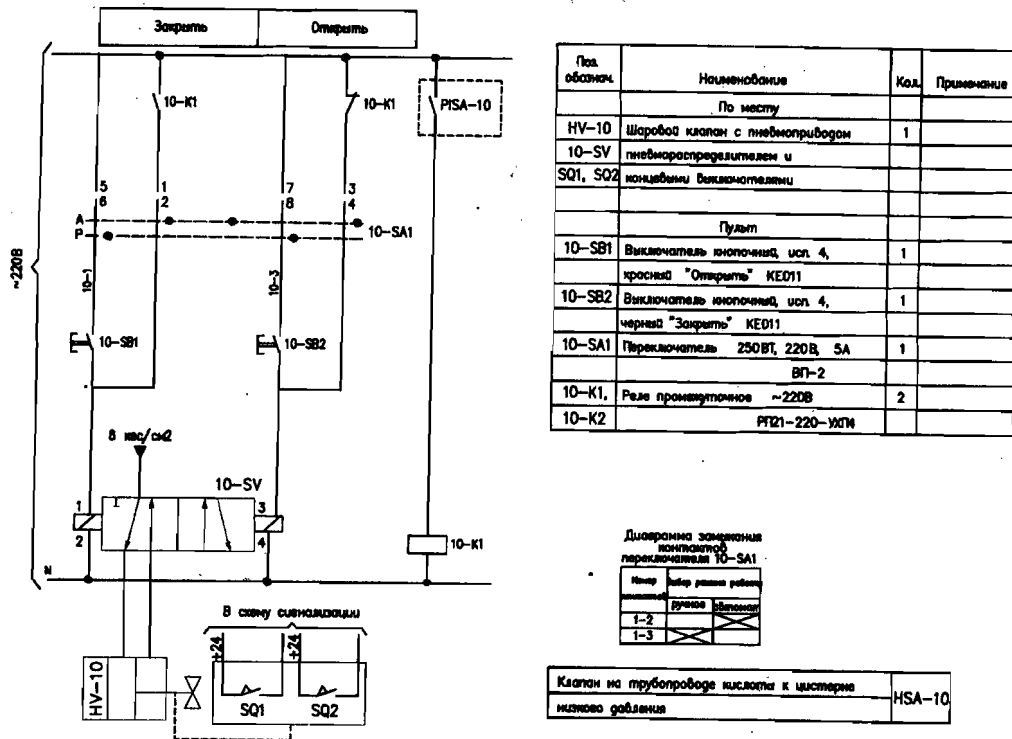 Закрыть
Открыть
10-K1
10-K1
PISA-10
5
1
7
3
6
2
8
4
А
Р
10-SA1
~220В
10-1
10-3
10-SB1
10-SB2
8 кгс/см2
10-SV
1
3
2
4
10-K1
N
В схему сигнализации
+24
+24
HV-10
SQ1
SQ2
Поз. обознач.
Наименование
Кол.
Примечание
По месту
HV-10 Шаровой клапан с пневмоприводом 1
10-SV пневмораспределителем и
SQ1, SQ2 концевыми выключателями
Пульт
10-SB1 Выключатель кнопочный, исп. 4, 1
красный "Открыть" КЕ011
10-SB2 Выключатель кнопочный, исп. 4, 1
черный "Закрыть" КЕ011
10-SA1 Переключатель 250ВТ, 220В, 5А 1
ВП-2
10-K1, Реле промежуточное ~220В 2
10-K2 РП21-220-УХЛ4
Диаграмма замыкания
контактов
переключателя 10-SA1
Номер контактов
выбор режима работы
ручное
автомат
1-2
1-3
Клапан на трубопроводе кислота к цистерне
низкого давления
HSA-10